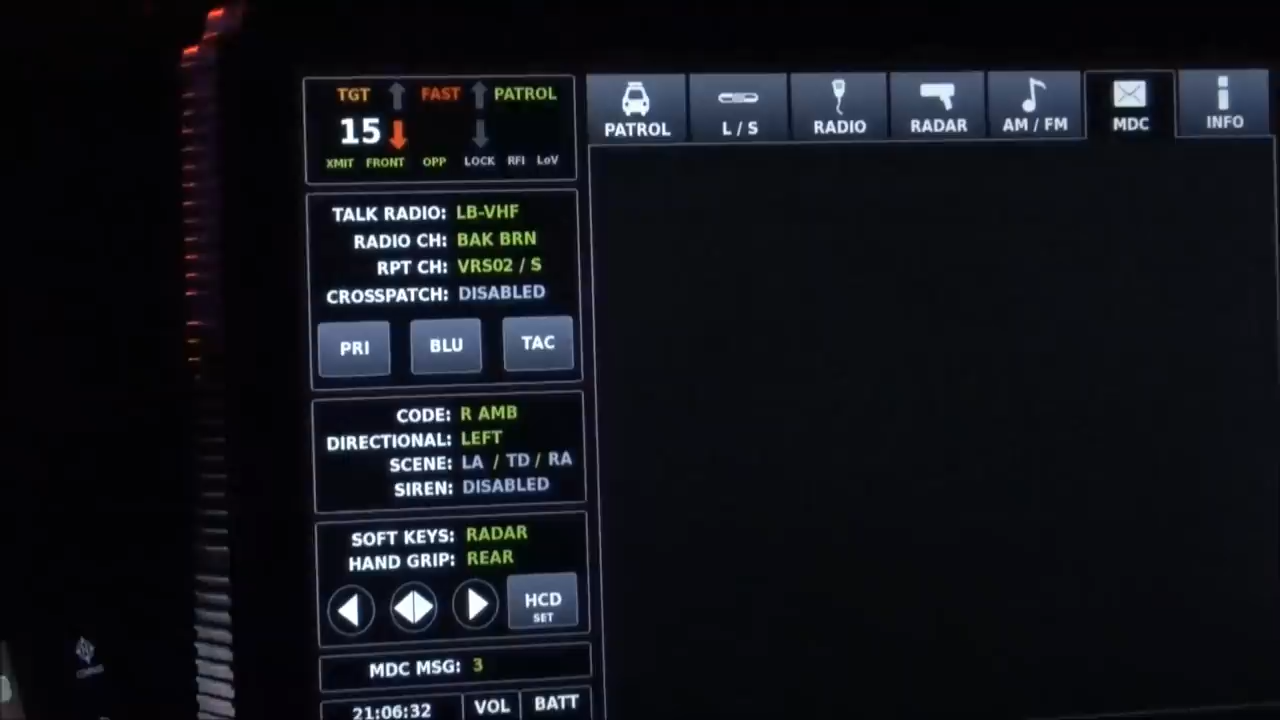 TGT FAST PATROL
15
XMIT FRONT OPP LOCK RFI LoV
TALK RADIO: LB-VHF
RADIO CH: BAK BRN
RPT CH: VRS02 / S
CROSSPATCH: DISABLED
PRI BLU TAC
CODE: R AMB
DIRECTIONAL: LEFT
SCENE: LA / TD / RA
SIREN: DISABLED
SOFT KEYS: RADAR
HAND GRIP: REAR
HCD
SET
MDC MSG: 3
21:06:32 VOL BATT
PATROL L / S RADIO RADAR AM / FM MDC INFO